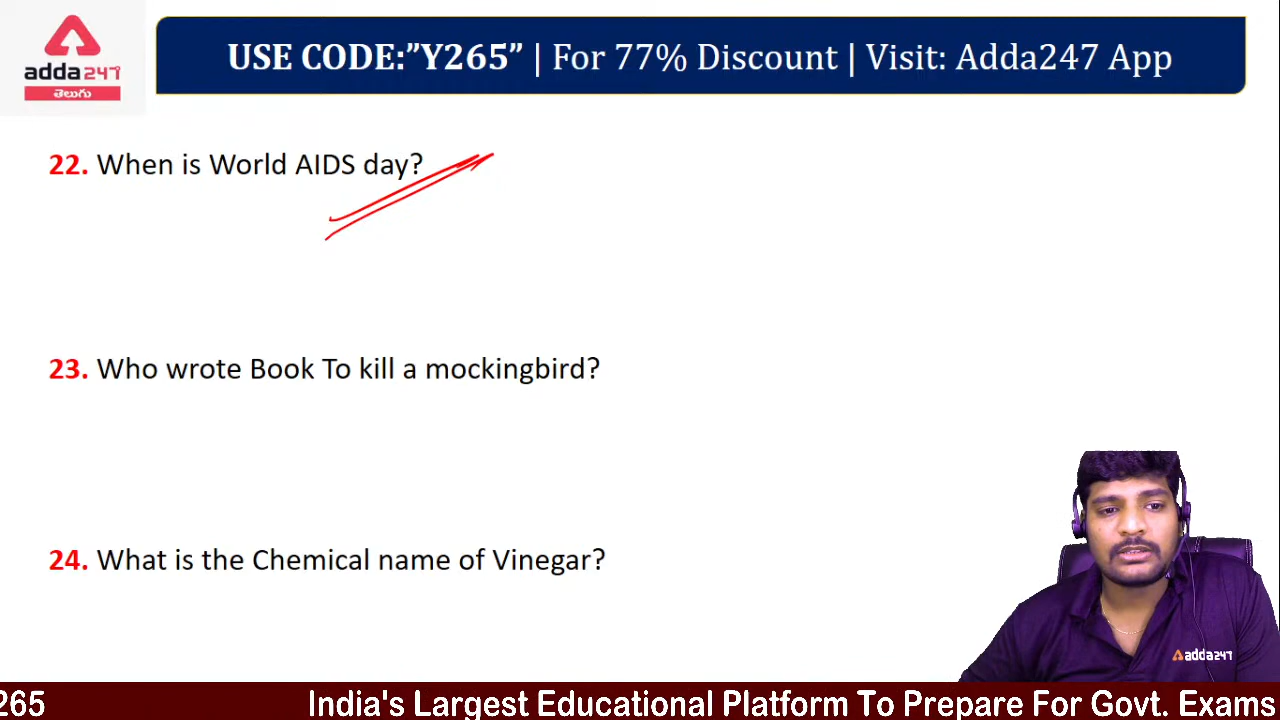 adda247
తెలుగు
USE CODE:”Y265” | For 77% Discount | Visit: Adda247 App
22. When is World AIDS day?
23. Who wrote Book To kill a mockingbird?
24. What is the Chemical name of Vinegar?
adda247
265 India's Largest Educational Platform To Prepare For Govt. Exams